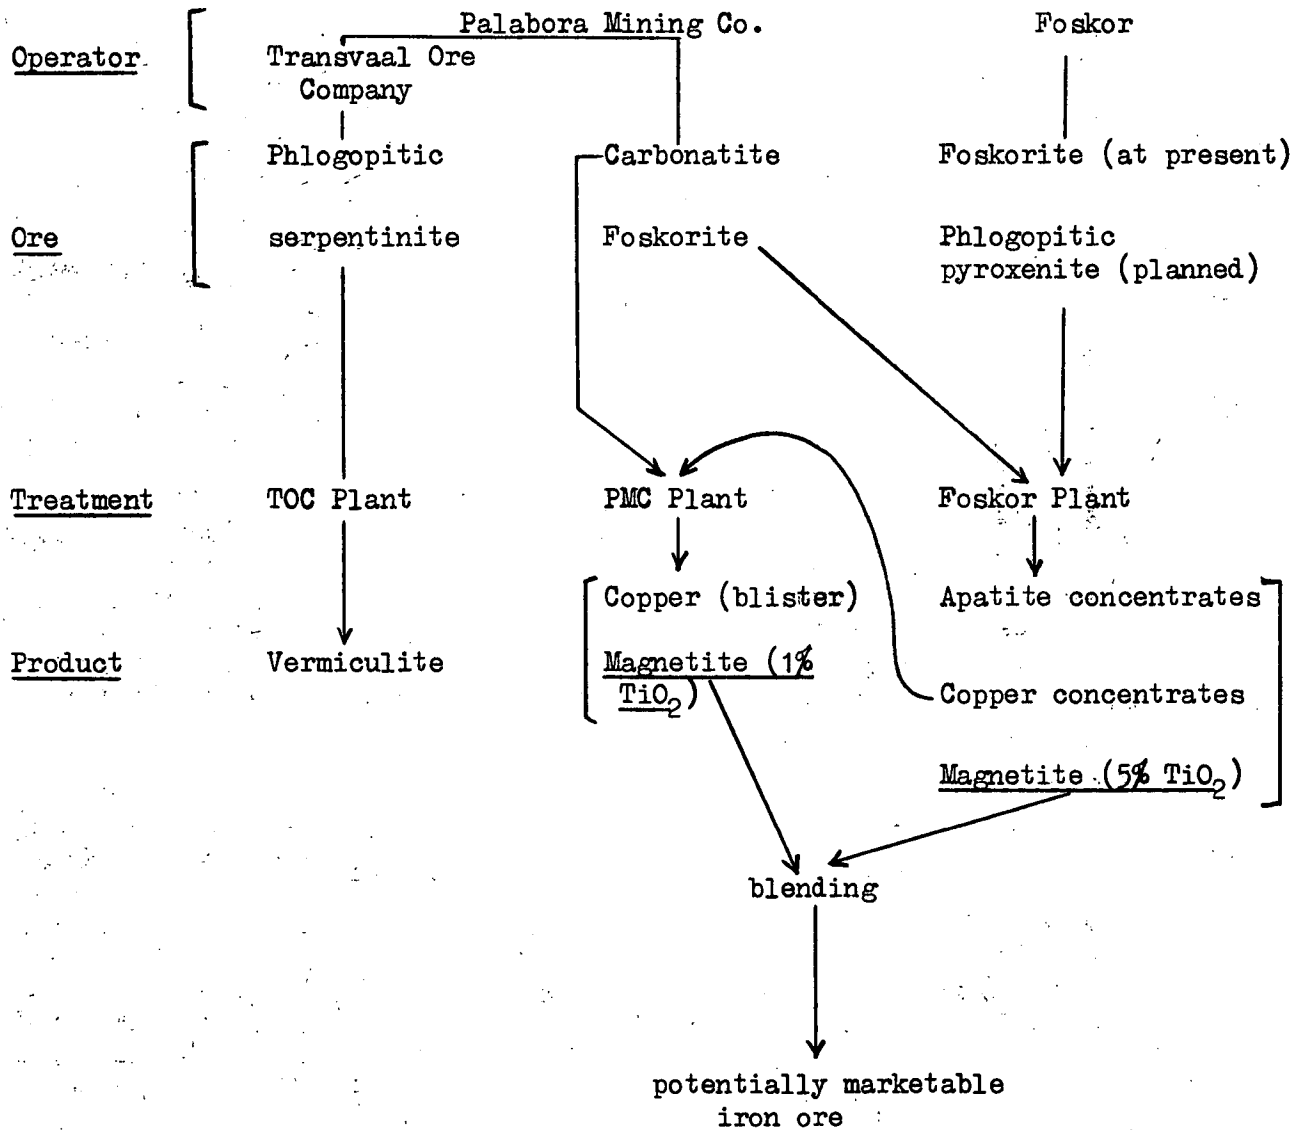 Palabora Mining Co.
Foskor
Operator
Transvaal Ore
Company
Phlogopitic
Carbonatite
Foskorite (at present)
Ore
serpentinite
Foskorite
Phlogopitic
pyroxenite (planned)
Treatment
TOC Plant
PMC Plant
Foskor Plant
Copper (blister)
Apatite concentrates
Product
Vermiculite
Magnetite (1%
TiO₂)
Copper concentrates
Magnetite (5% TiO₂)
blending
potentially marketable
iron ore